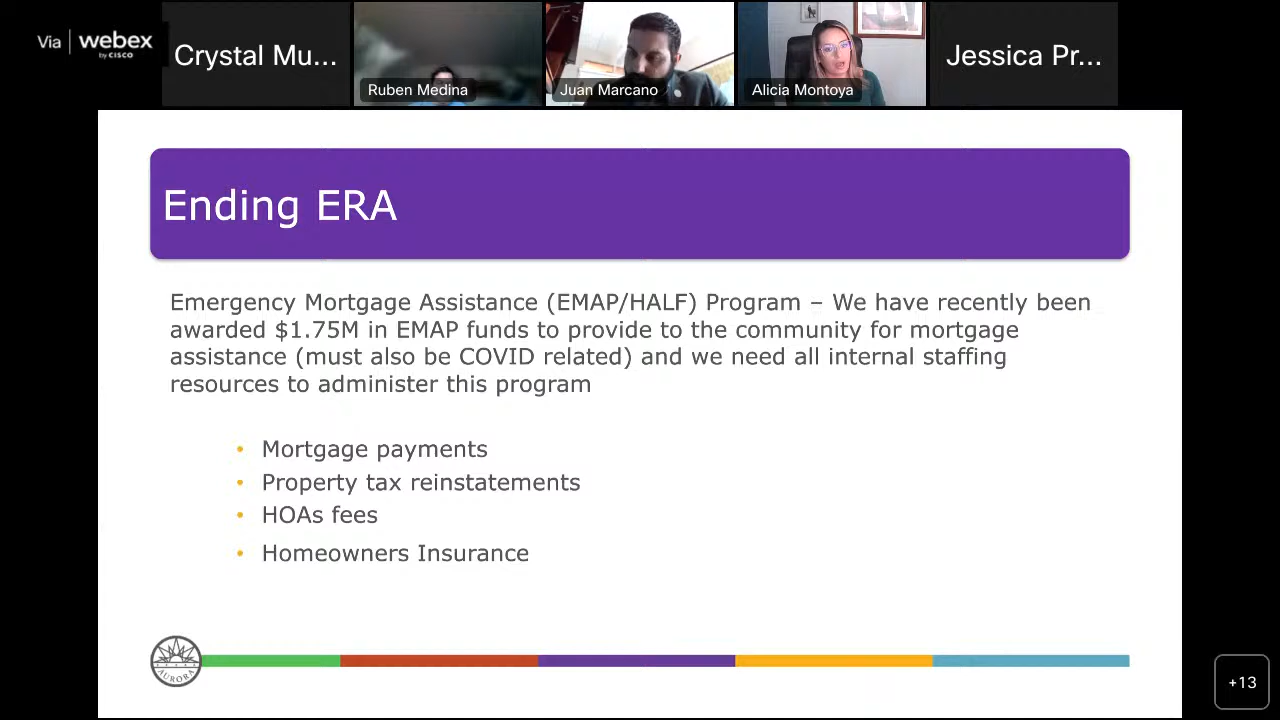 Via | webex
by CISCO
Crystal Mu...
Ruben Medina
Juan Marcano
Alicia Montoya
Jessica Pr...
Ending ERA
Emergency Mortgage Assistance (EMAP/HALF) Program – We have recently been
awarded $1.75M in EMAP funds to provide to the community for mortgage
assistance (must also be COVID related) and we need all internal staffing
resources to administer this program
• Mortgage payments
• Property tax reinstatements
• HOAs fees
• Homeowners Insurance
AURORA
+13